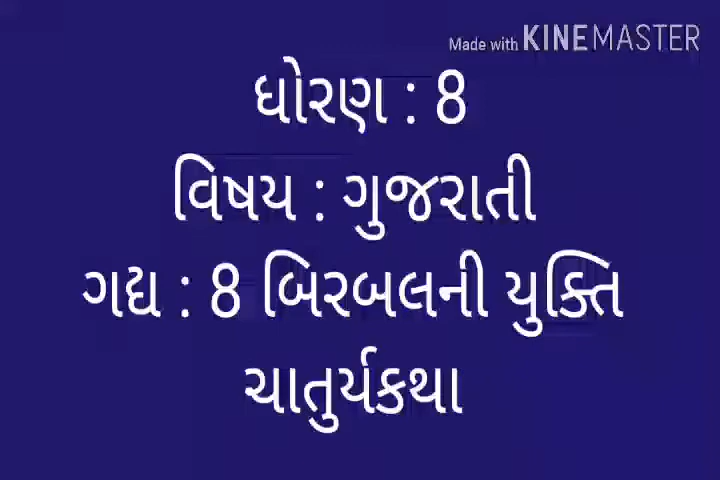 Made with KINEMASTER
ધોરણ : 8
વિષય : ગુજરાતી
ગદ્ય : 8 બિરબલની યુક્તિ
ચાતુર્યકથા